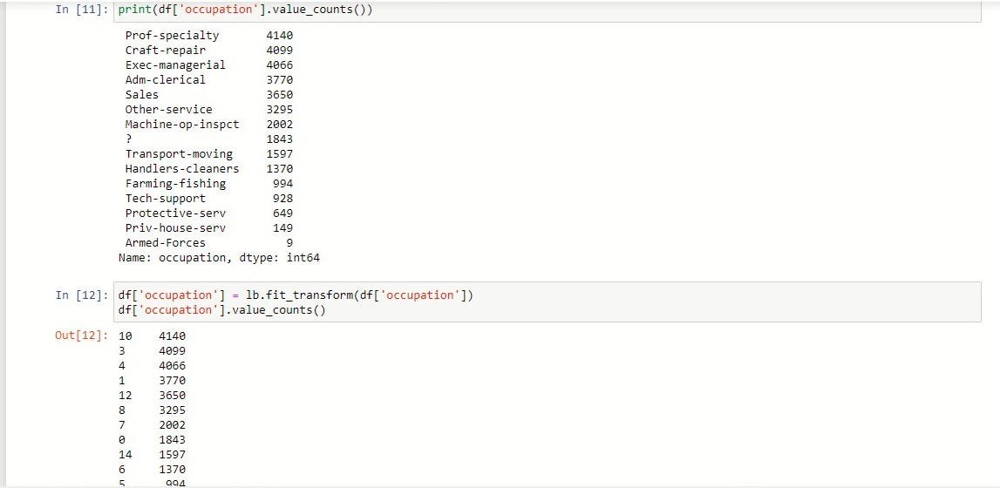 In [11]: print(df['occupation'].value_counts())
Prof-specialty 4140
Craft-repair 4099
Exec-managerial 4066
Adm-clerical 3770
Sales 3650
Other-service 3295
Machine-op-inspct 2002
? 1843
Transport-moving 1597
Handlers-cleaners 1370
Farming-fishing 994
Tech-support 928
Protective-serv 649
Priv-house-serv 149
Armed-Forces 9
Name: occupation, dtype: int64
In [12]: df['occupation'] = lb.fit_transform(df['occupation'])
df['occupation'].value_counts()
Out[12]: 10 4140
3 4099
4 4066
1 3770
12 3650
8 3295
7 2002
0 1843
14 1597
6 1370
5 994